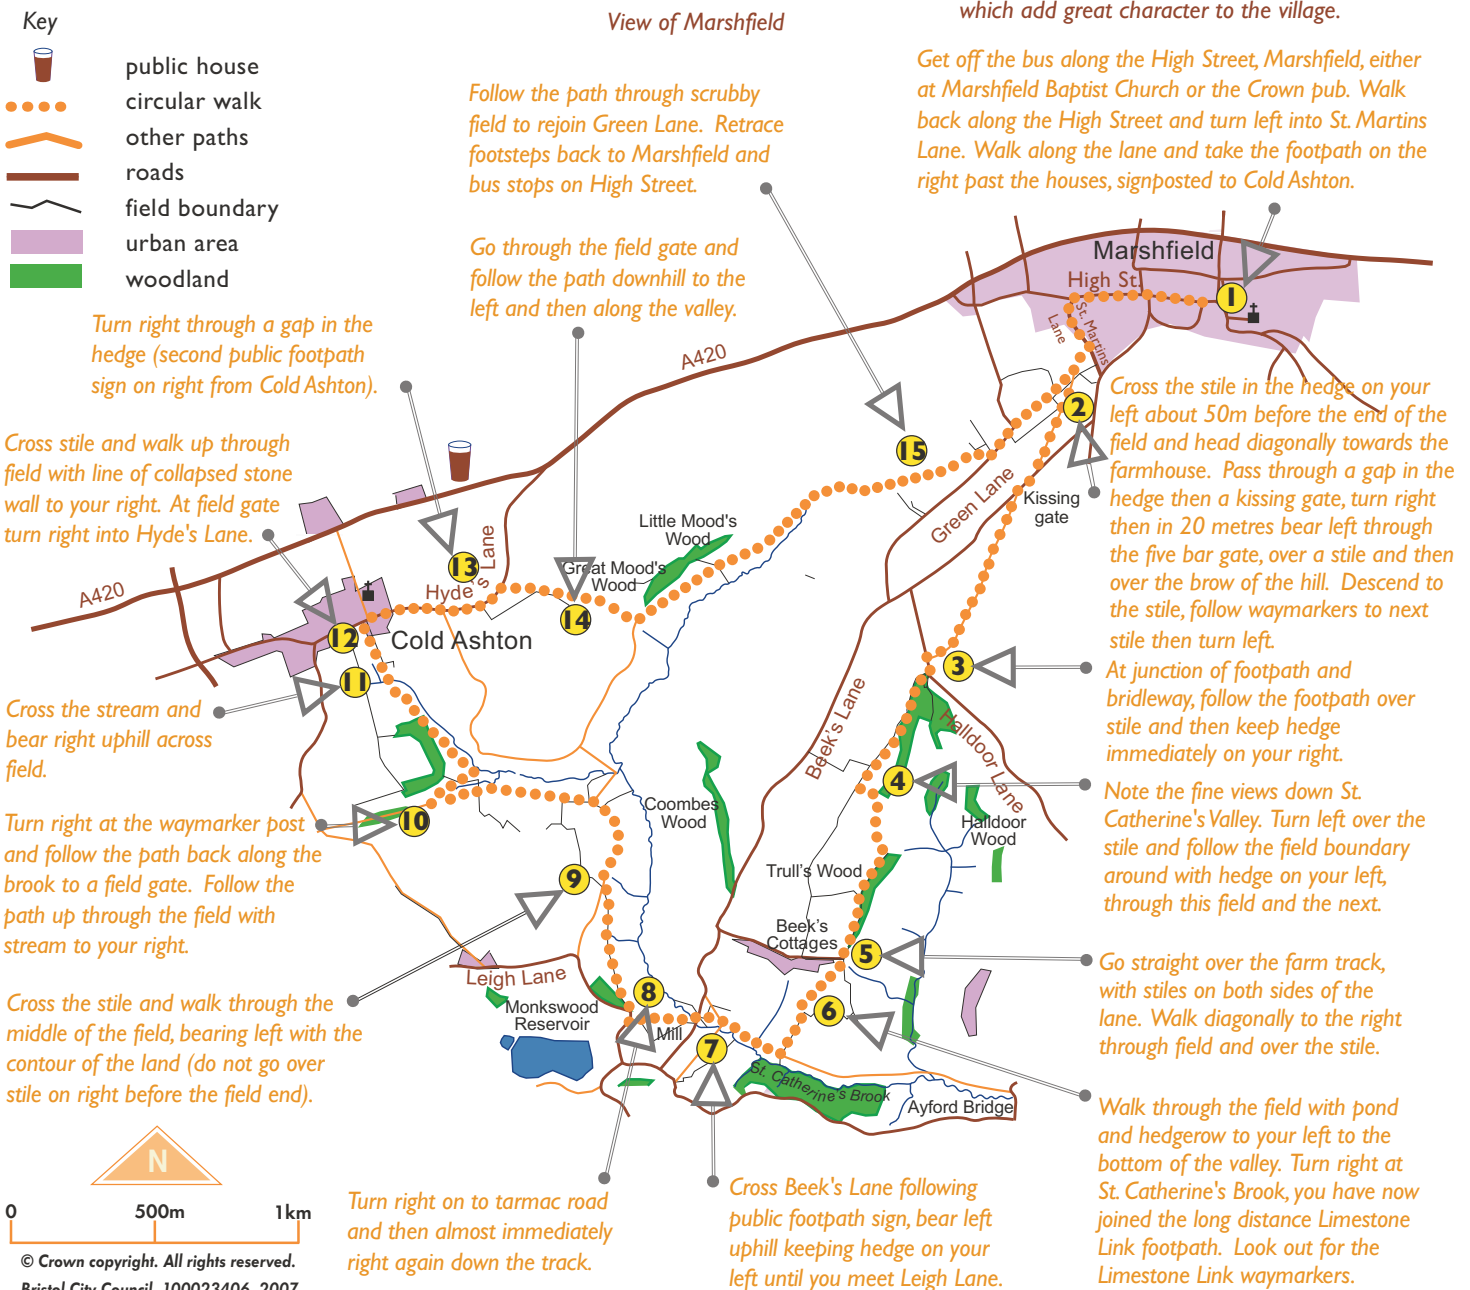 Key
public house
circular walk
other paths
roads
field boundary
urban area
woodland
View of Marshfield
which add great character to the village.
Get off the bus along the High Street, Marshfield, either
at Marshfield Baptist Church or the Crown pub. Walk
back along the High Street and turn left into St. Martins
Lane. Walk along the lane and take the footpath on the
right past the houses, signposted to Cold Ashton.
Follow the path through scrubby
field to rejoin Green Lane. Retrace
footsteps back to Marshfield and
bus stops on High Street.
Go through the field gate and
follow the path downhill to the
left and then along the valley.
Turn right through a gap in the
hedge (second public footpath
sign on right from Cold Ashton).
Cross stile and walk up through
field with line of collapsed stone
wall to your right. At field gate
turn right into Hyde's Lane.
Cross the stream and
bear right uphill across
field.
Turn right at the waymarker post
and follow the path back along the
brook to a field gate. Follow the
path up through the field with
stream to your right.
Cross the stile and walk through the
middle of the field, bearing left with the
contour of the land (do not go over
stile on right before the field end).
Marshfield
High St.
St. Martins
Lane
1
2
A420
15
Green Lane
Kissing
gate
Little Mood's
Wood
Great Mood's
Wood
13
Hyde's Lane
14
A420
12
Cold Ashton
11
3
Beek's Lane
Halldoor Lane
4
Halldoor
Wood
Coombes
Wood
10
Trull's Wood
9
Beek's
Cottages
5
Leigh Lane
8
6
Monkswood
Reservoir
Mill
7
St. Catherine's Brook
Ayford Bridge
Cross the stile in the hedge on your
left about 50m before the end of the
field and head diagonally towards the
farmhouse. Pass through a gap in the
hedge then a kissing gate, turn right
then in 20 metres bear left through
the five bar gate, over a stile and then
over the brow of the hill. Descend to
the stile, follow waymarkers to next
stile then turn left.
At junction of footpath and
bridleway, follow the footpath over
stile and then keep hedge
immediately on your right.
Note the fine views down St.
Catherine's Valley. Turn left over the
stile and follow the field boundary
around with hedge on your left,
through this field and the next.
Go straight over the farm track,
with stiles on both sides of the
lane. Walk diagonally to the right
through field and over the stile.
Walk through the field with pond
and hedgerow to your left to the
bottom of the valley. Turn right at
St. Catherine's Brook, you have now
joined the long distance Limestone
Link footpath. Look out for the
Limestone Link waymarkers.
Turn right on to tarmac road
and then almost immediately
right again down the track.
Cross Beek's Lane following
public footpath sign, bear left
uphill keeping hedge on your
left until you meet Leigh Lane.
N
0 500m 1km
© Crown copyright. All rights reserved.
Bristol City Council. 100023406. 2007